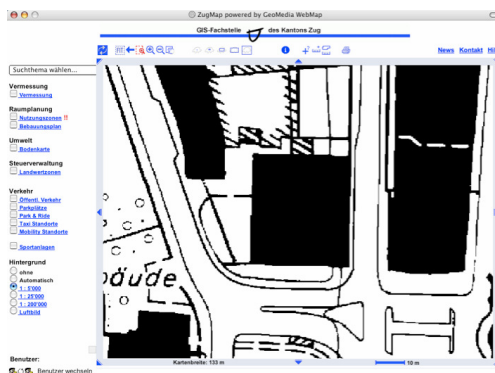 ZugMap powered by GeoMedia WebMap
GIS-Fachstelle des Kantons Zug
News Kontakt
Suchthema wählen...
Vermessung
Vermessung
Raumplanung
Nutzungszonen !!
Bebauungsplan
Umwelt
Bodenkarte
Steuerverwaltung
Landwertzonen
Verkehr
Öffentl. Verkehr
Parkplätze
Park & Ride
Taxi Standorte
Mobility Standorte
Sportanlagen
Hintergrund
ohne
Automatisch
1 : 5'000
1 : 25'000
1 : 200'000
Luftbild
Benutzer:
Benutzer wechseln
äude
Kartenbreite: 133 m
10 m